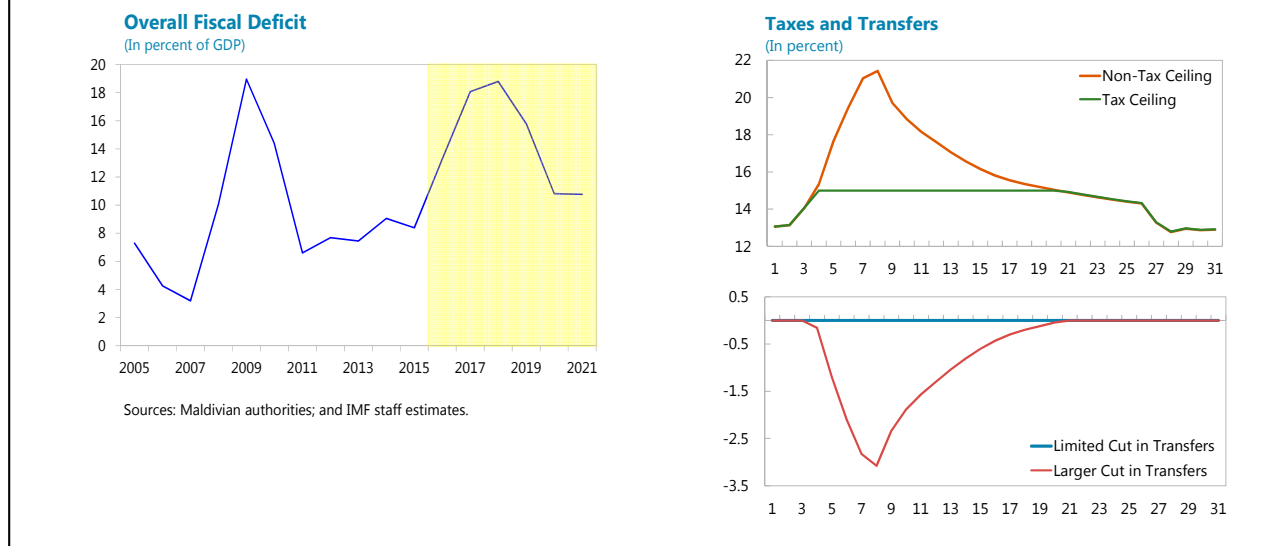 Overall Fiscal Deficit
(In percent of GDP)
20
18
16
14
12
10
8
6
4
2
0
2005 2007 2009 2011 2013 2015 2017 2019 2021
Sources: Maldivian authorities; and IMF staff estimates.
Taxes and Transfers
(In percent)
22
20
18
16
14
12
Non-Tax Ceiling
Tax Ceiling
1 3 5 7 9 11 13 15 17 19 21 23 25 27 29 31
0.5
-0.5
-1.5
-2.5
-3.5
Limited Cut in Transfers
Larger Cut in Transfers
1 3 5 7 9 11 13 15 17 19 21 23 25 27 29 31